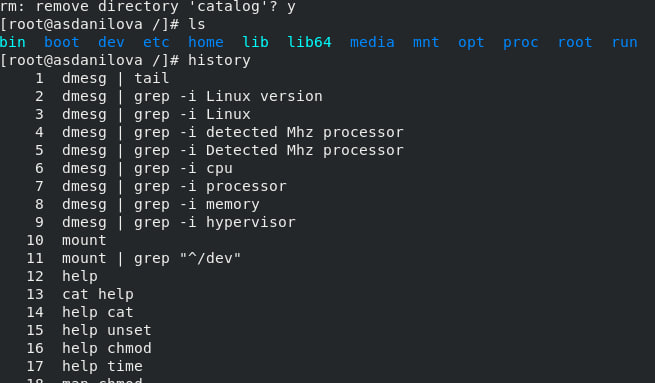 rm: remove directory 'catalog'? y
[root@asdanilova /]# ls
bin boot dev etc home lib lib64 media mnt opt proc root run
[root@asdanilova /]# history
1 dmesg | tail
2 dmesg | grep -i Linux version
3 dmesg | grep -i Linux
4 dmesg | grep -i detected Mhz processor
5 dmesg | grep -i Detected Mhz processor
6 dmesg | grep -i cpu
7 dmesg | grep -i processor
8 dmesg | grep -i memory
9 dmesg | grep -i hypervisor
10 mount
11 mount | grep "^/dev"
12 help
13 cat help
14 help cat
15 help unset
16 help chmod
17 help time
18 man chmod